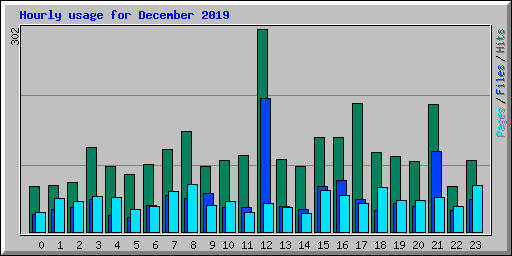 Hourly usage for December 2019
302
Pages / Files / Hits
0 1 2 3 4 5 6 7 8 9 10 11 12 13 14 15 16 17 18 19 20 21 22 23